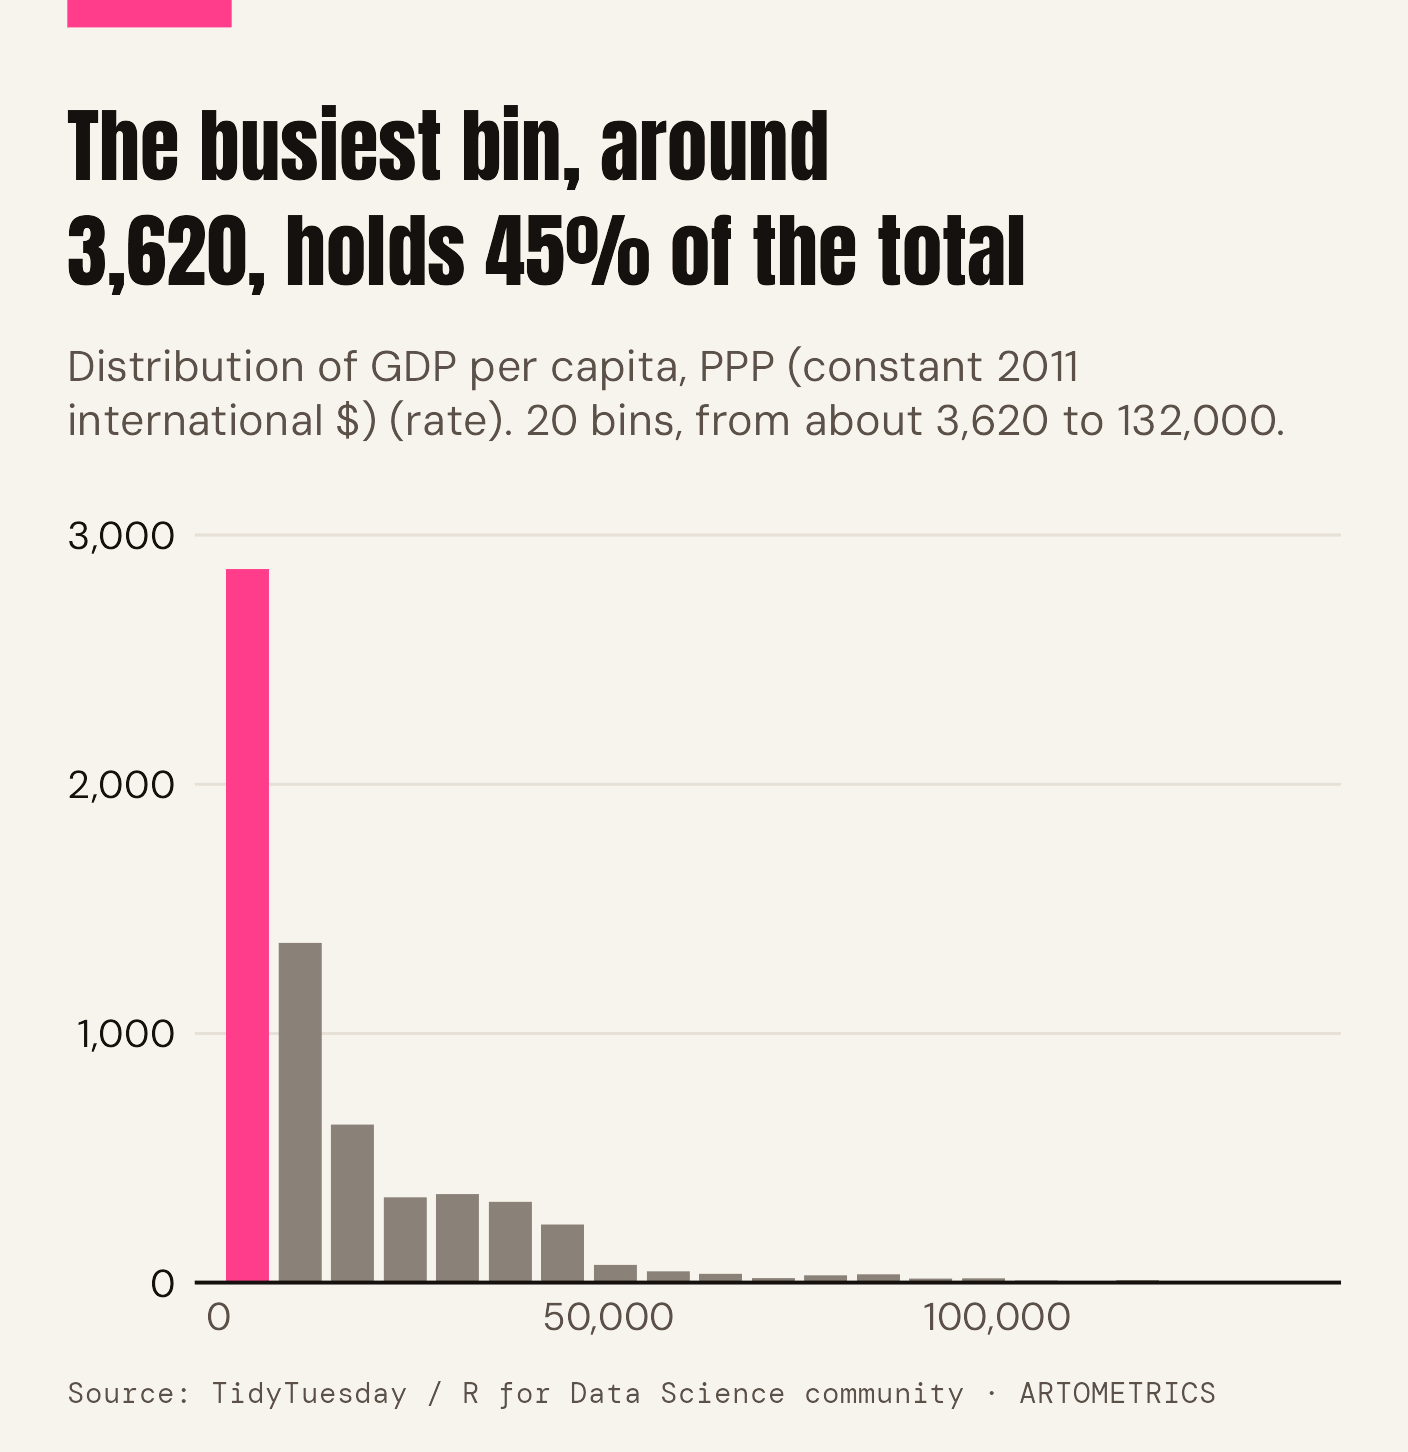 The busiest bin, around
3,620, holds 45% of the total
Distribution of GDP per capita, PPP (constant 2011
international $) (rate). 20 bins, from about 3,620 to 132,000.
3,000
2,000
1,000
0
0 50,000 100,000
Source: TidyTuesday / R for Data Science community · ARTOMETRICS